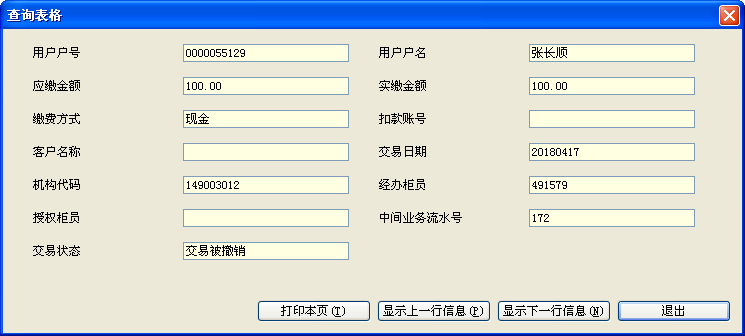 查询表格
用户户号 0000055129 用户户名 张长顺
应缴金额 100.00 实缴金额 100.00
缴费方式 现金 扣款账号
客户名称 交易日期 20180417
机构代码 149003012 经办柜员 491579
授权柜员 中间业务流水号 172
交易状态 交易被撤销
打印本页(T) 显示上一行信息(P) 显示下一行信息(N) 退出